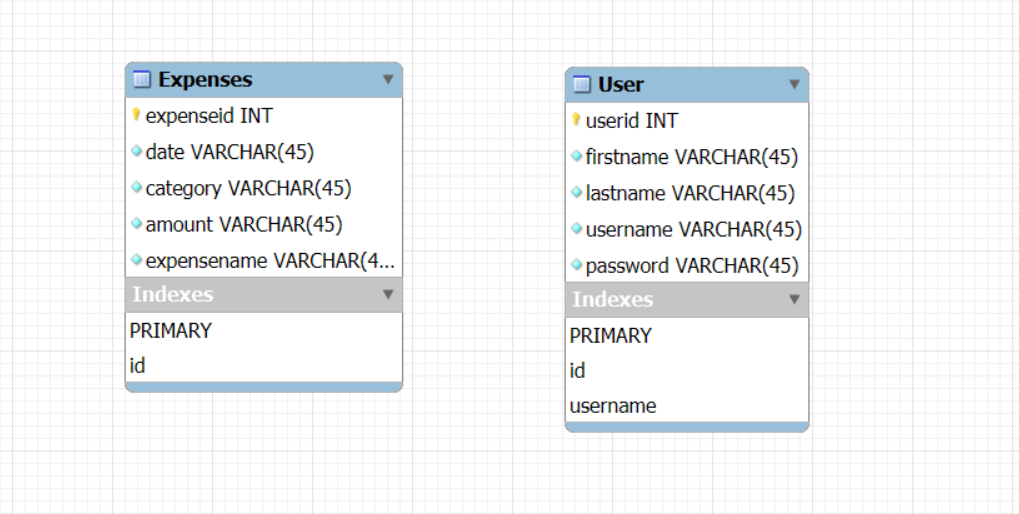 Expenses
expenseid INT
date VARCHAR(45)
category VARCHAR(45)
amount VARCHAR(45)
expensename VARCHAR(4...
Indexes
PRIMARY
id
User
userid INT
firstname VARCHAR(45)
lastname VARCHAR(45)
username VARCHAR(45)
password VARCHAR(45)
Indexes
PRIMARY
id
username